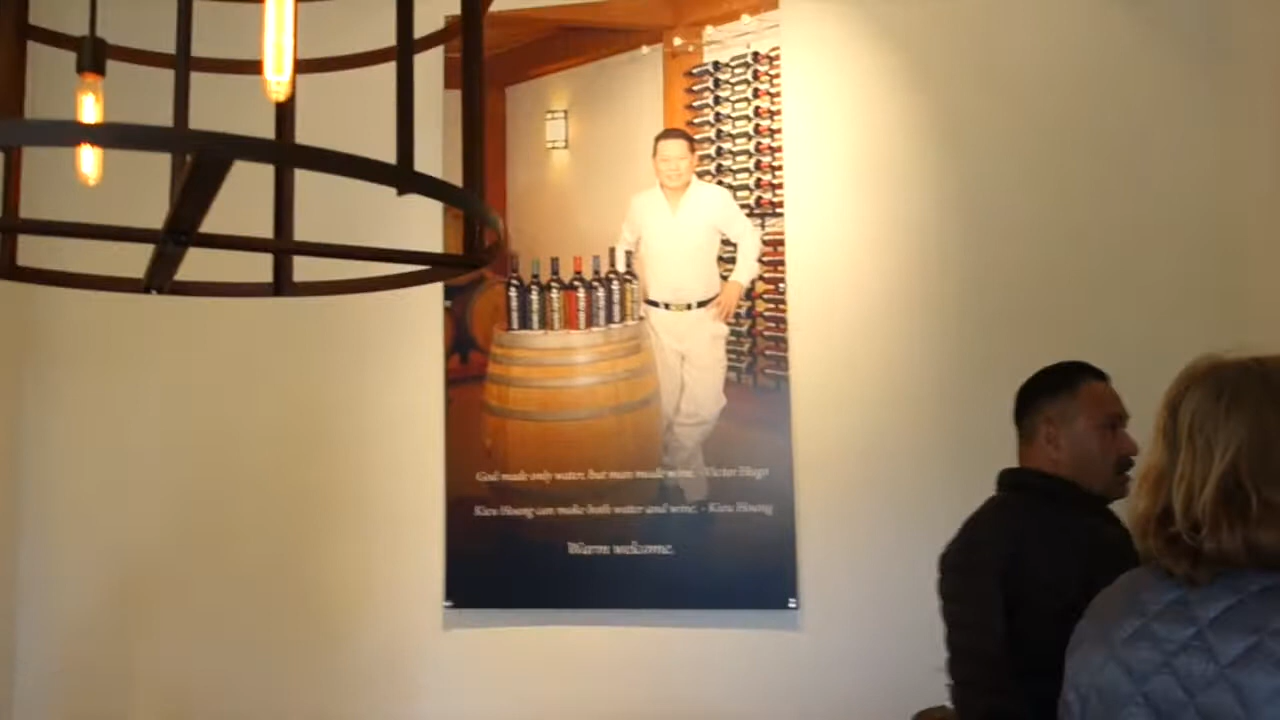 God made only water, but man made wine. - Victor Hugo
Kieu Hoang can make both water and wine. - Kieu Hoang
Warm welcome.